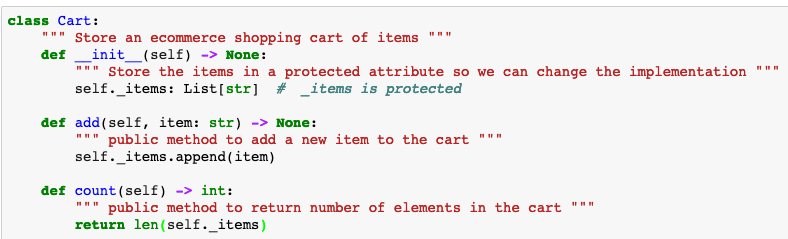 class Cart:
    """ Store an ecommerce shopping cart of items """
    def __init__(self) -> None:
        """ Store the items in a protected attribute so we can change the implementation """
        self._items: List[str]  #  _items is protected

    def add(self, item: str) -> None:
        """ public method to add a new item to the cart """
        self._items.append(item)

    def count(self) -> int:
        """ public method to return number of elements in the cart """
        return len(self._items)